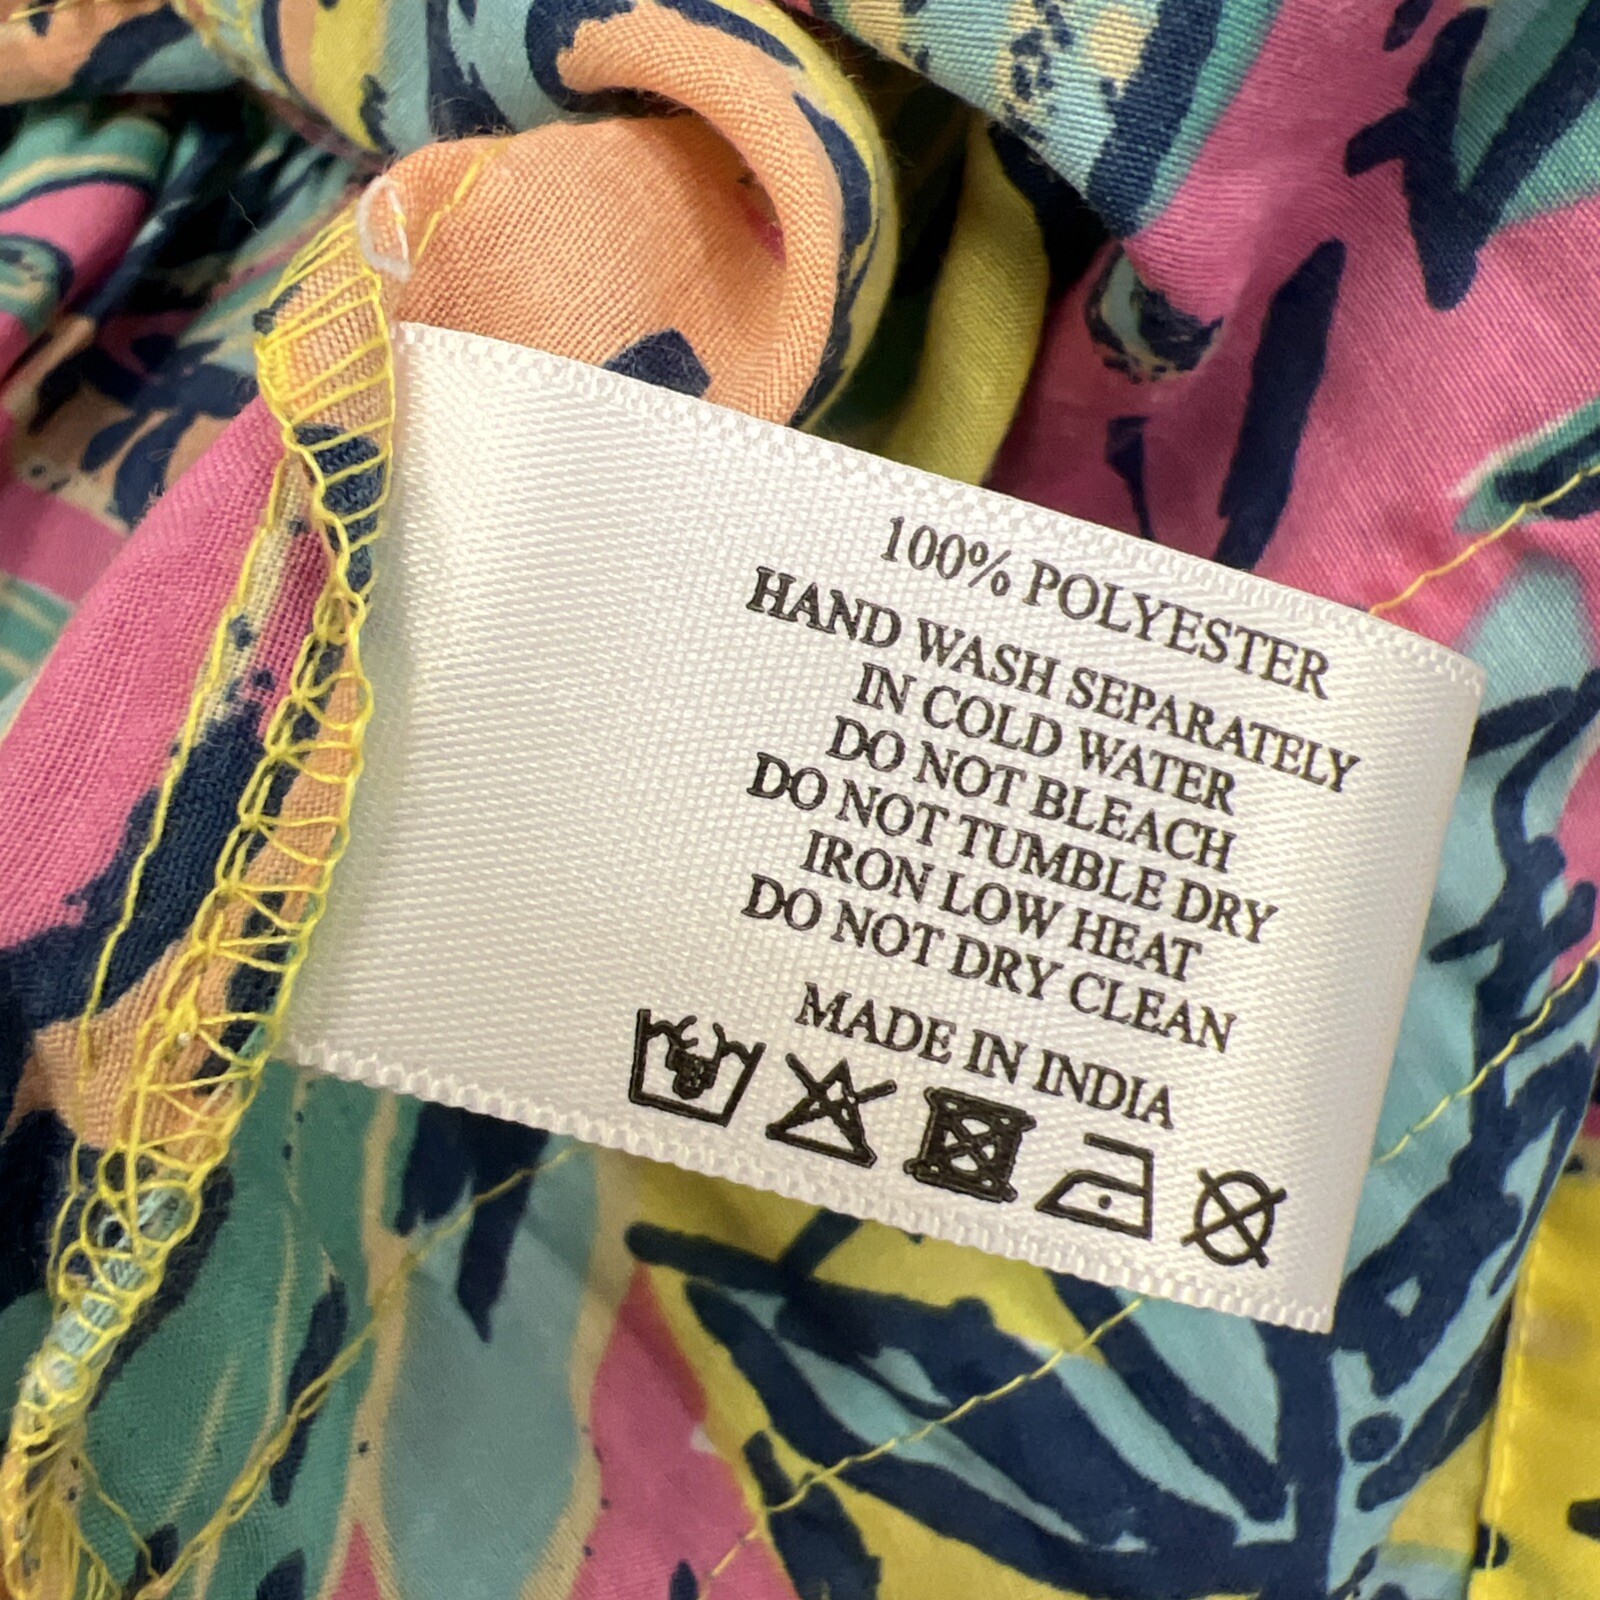 100% POLYESTER
HAND WASH SEPARATELY
IN COLD WATER
DO NOT BLEACH
DO NOT TUMBLE DRY
IRON LOW HEAT
DO NOT DRY CLEAN
MADE IN INDIA